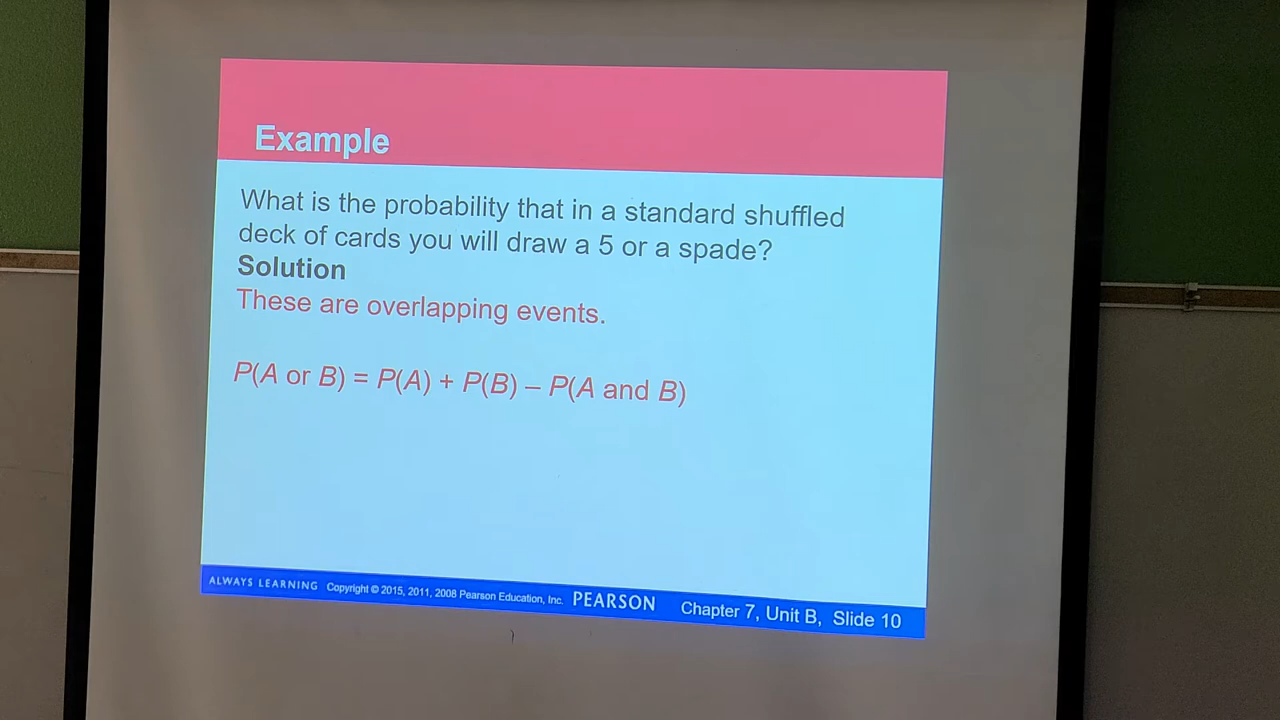 Example
What is the probability that in a standard shuffled
deck of cards you will draw a 5 or a spade?
Solution
These are overlapping events.
P(A or B) = P(A) + P(B) – P(A and B)
ALWAYS LEARNING Copyright © 2015, 2011, 2008 Pearson Education, Inc. PEARSON Chapter 7, Unit B, Slide 10